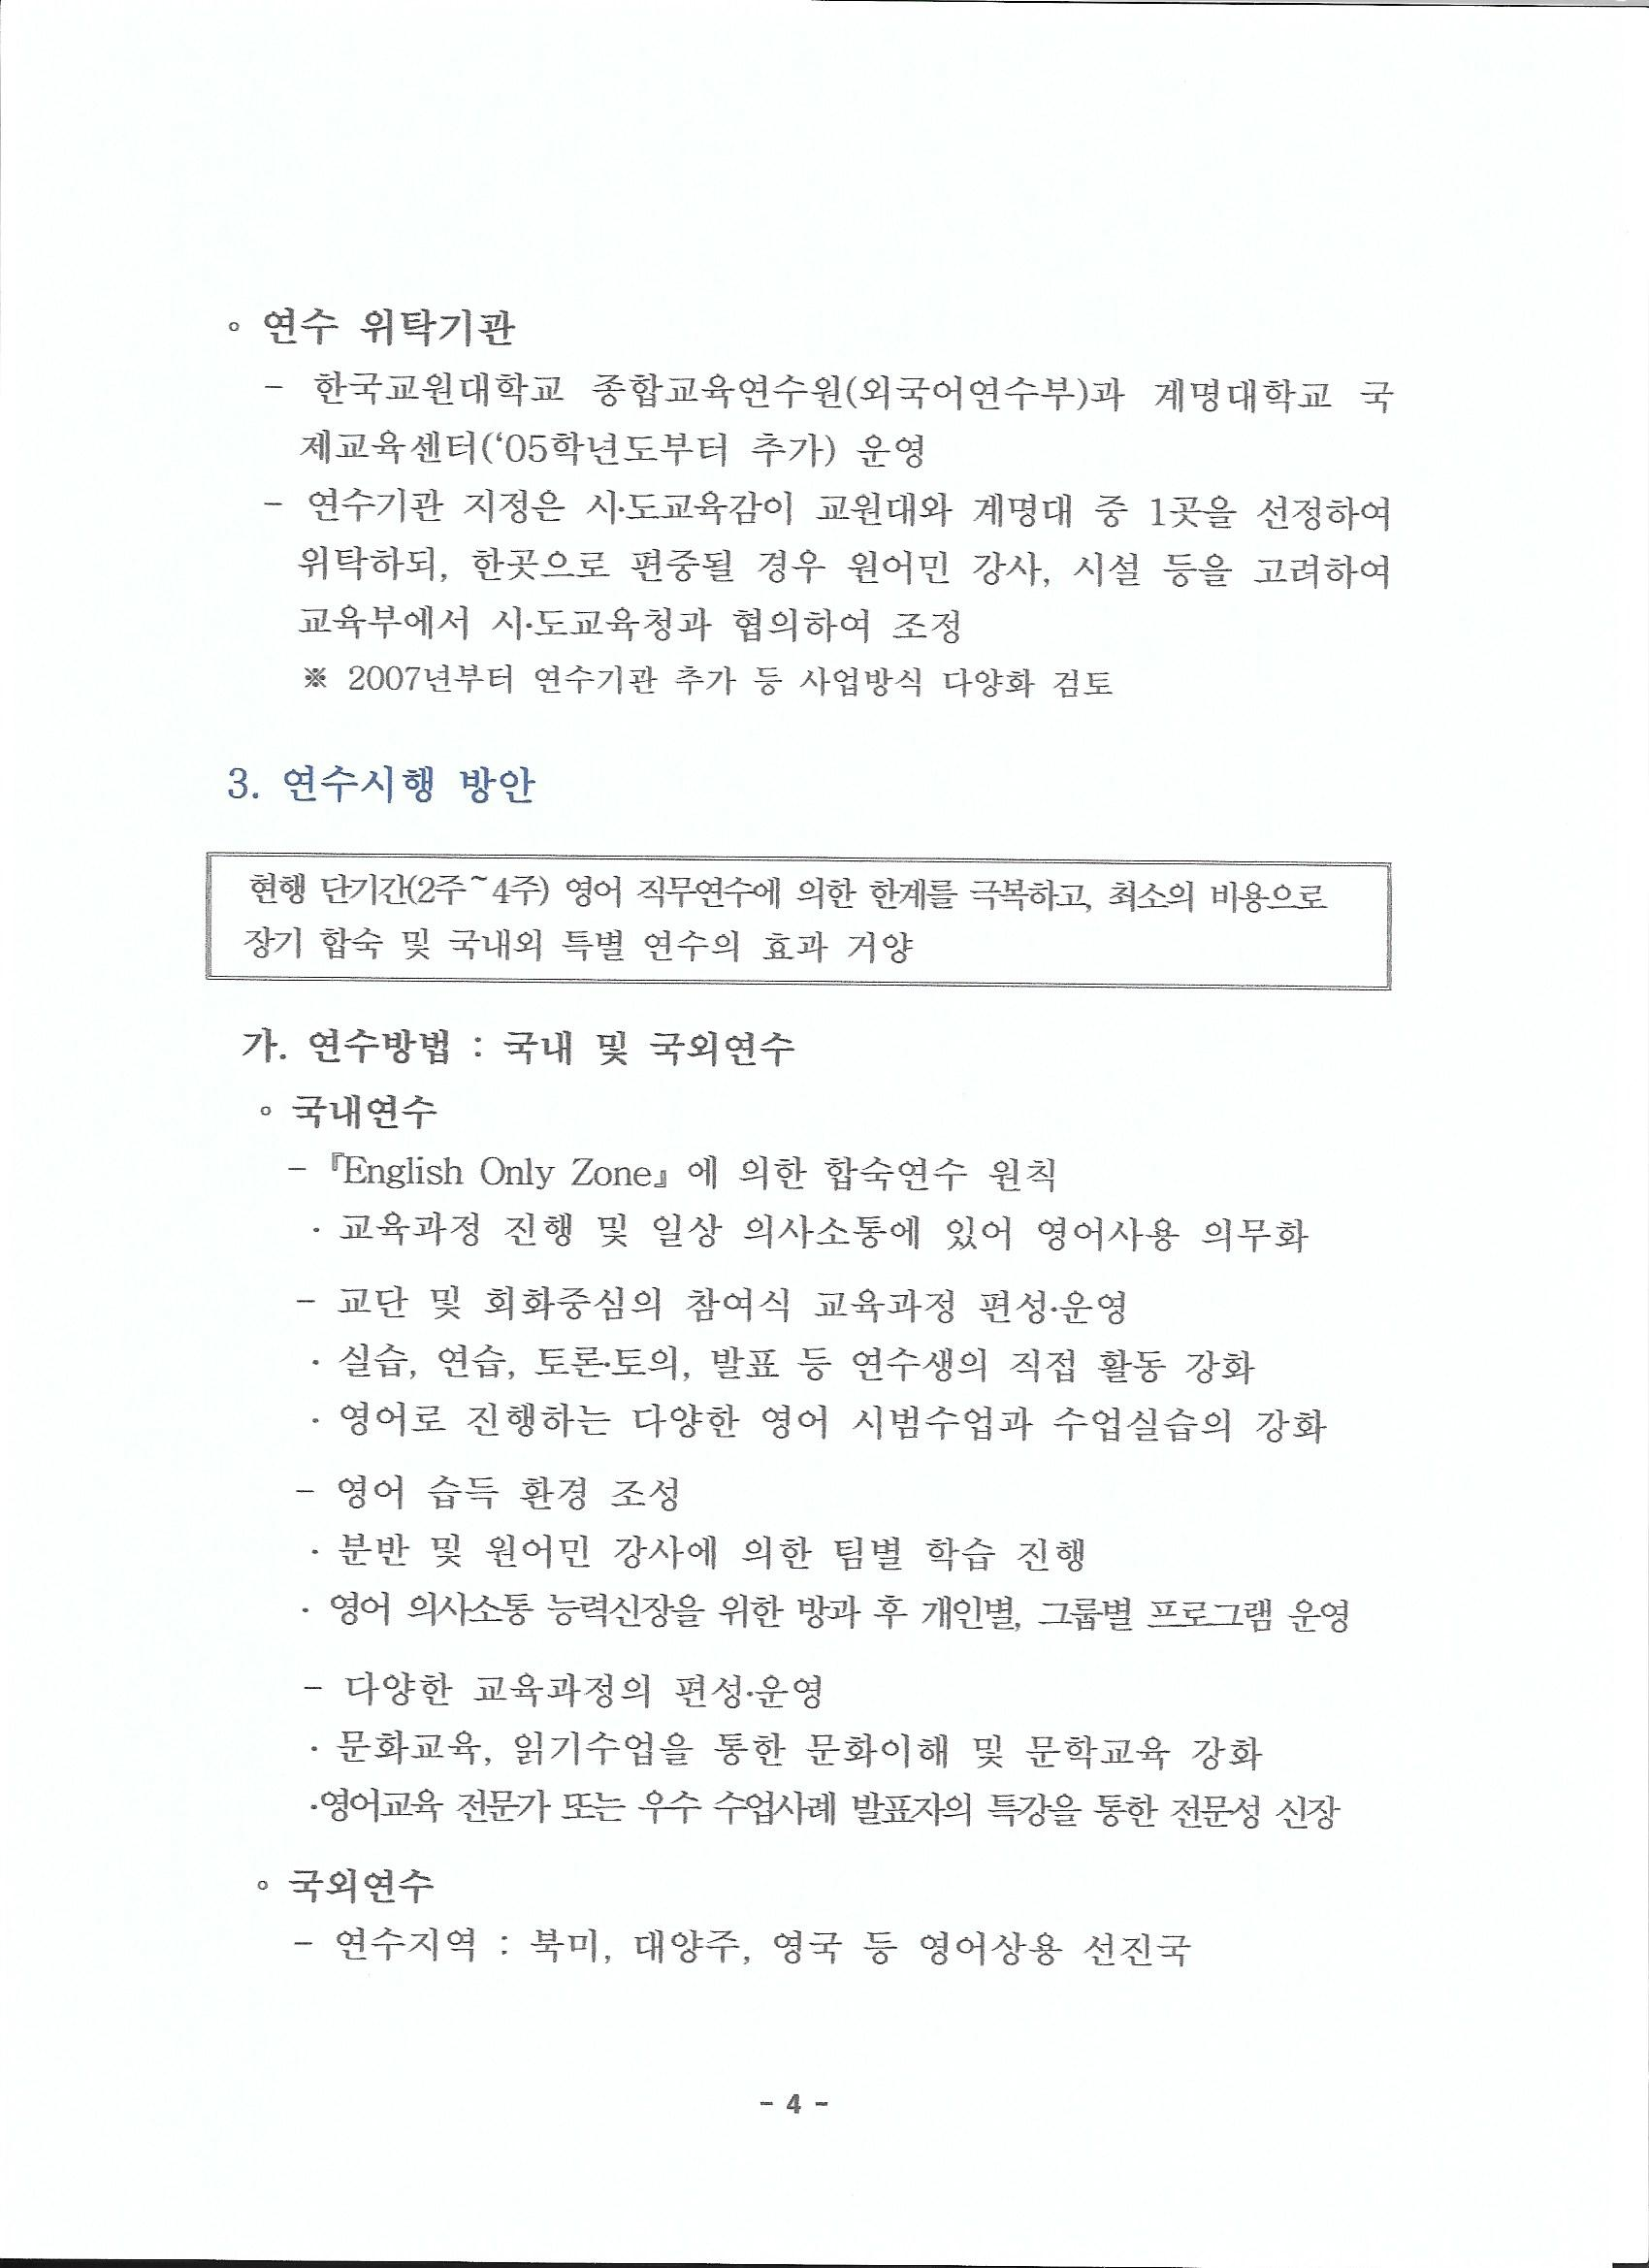 ◦ 연수 위탁기관
- 한국교원대학교 종합교육연수원(외국어연수부)과 계명대학교 국
제교육센터(‘05학년도부터 추가) 운영
- 연수기관 지정은 시·도교육감이 교원대와 계명대 중 1곳을 선정하여
위탁하되, 한곳으로 편중될 경우 원어민 강사, 시설 등을 고려하여
교육부에서 시·도교육청과 협의하여 조정
※ 2007년부터 연수기관 추가 등 사업방식 다양화 검토
3. 연수시행 방안
현행 단기간(2주~4주) 영어 직무연수에 의한 한계를 극복하고, 최소의 비용으로
장기 합숙 및 국내외 특별 연수의 효과 거양
가. 연수방법 : 국내 및 국외연수
◦ 국내연수
- 『English Only Zone』에 의한 합숙연수 원칙
· 교육과정 진행 및 일상 의사소통에 있어 영어사용 의무화
- 교단 및 회화중심의 참여식 교육과정 편성·운영
· 실습, 연습, 토론·토의, 발표 등 연수생의 직접 활동 강화
· 영어로 진행하는 다양한 영어 시범수업과 수업실습의 강화
- 영어 습득 환경 조성
· 분반 및 원어민 강사에 의한 팀별 학습 진행
· 영어 의사소통 능력신장을 위한 방과 후 개인별, 그룹별 프로그램 운영
- 다양한 교육과정의 편성·운영
· 문화교육, 읽기수업을 통한 문화이해 및 문학교육 강화
·영어교육 전문가 또는 우수 수업사례 발표자의 특강을 통한 전문성 신장
◦ 국외연수
- 연수지역 : 북미, 대양주, 영국 등 영어상용 선진국
- 4 -